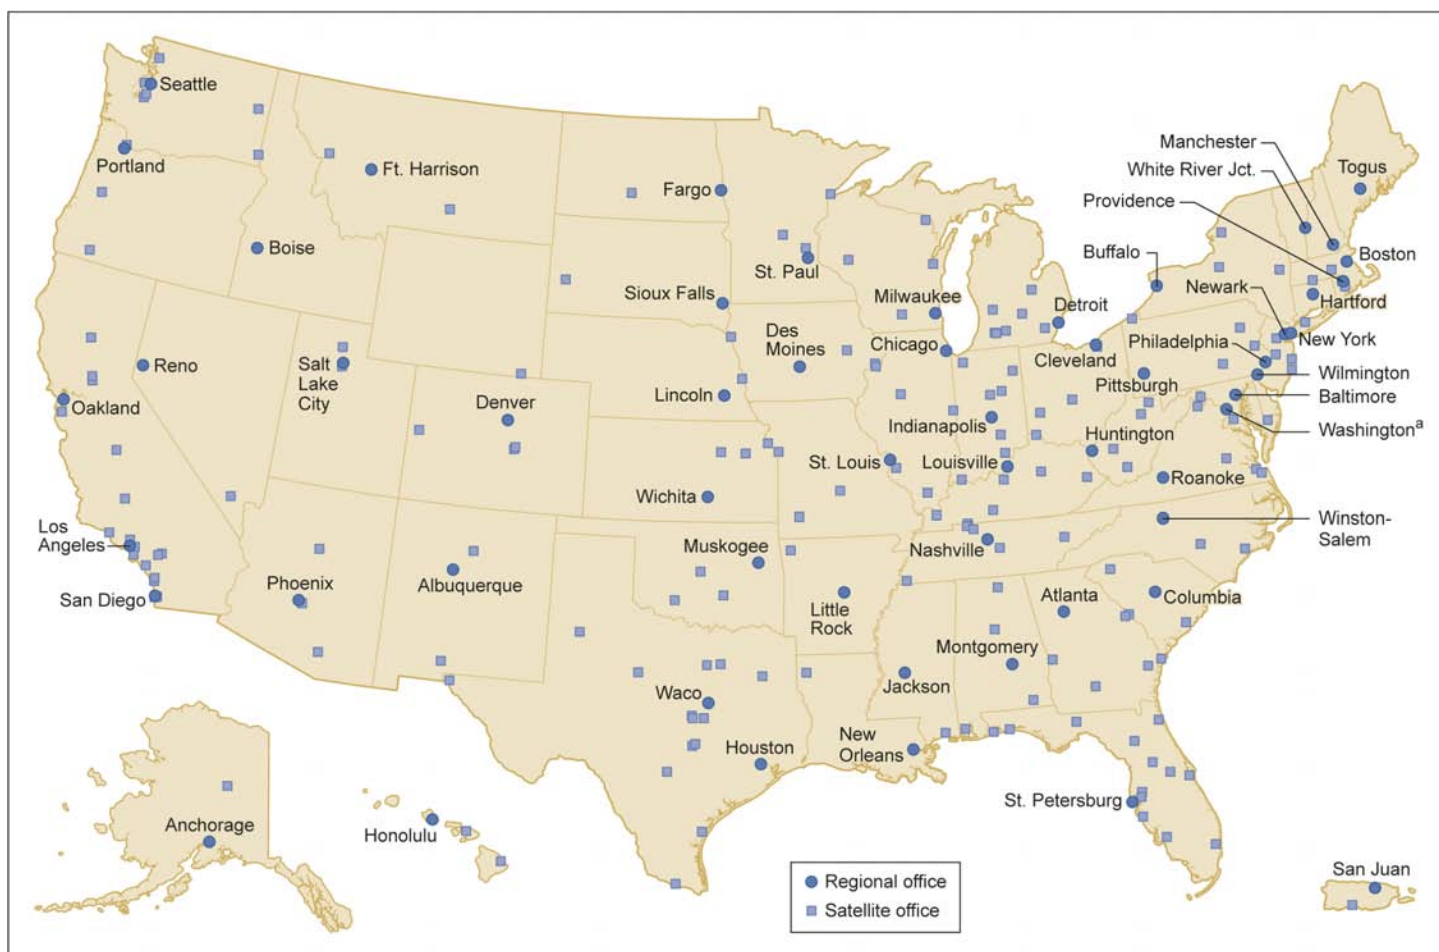 Seattle
Portland
Ft. Harrison
Fargo
Manchester
White River Jct.
Togus
Providence
Boise
St. Paul
Buffalo
Boston
Sioux Falls
Milwaukee
Detroit
Newark
Hartford
Reno
Salt
Lake
City
Des
Moines
Chicago
Cleveland
Philadelphia
New York
Pittsburgh
Wilmington
Oakland
Denver
Lincoln
Indianapolis
Baltimore
Huntington
Washingtonª
St. Louis
Louisville
Roanoke
Wichita
Los
Angeles
Winston-
Salem
Muskogee
Nashville
San Diego
Phoenix
Albuquerque
Little
Rock
Atlanta
Columbia
Montgomery
Jackson
Waco
Houston
New
Orleans
St. Petersburg
Anchorage
Honolulu
San Juan
Regional office
Satellite office